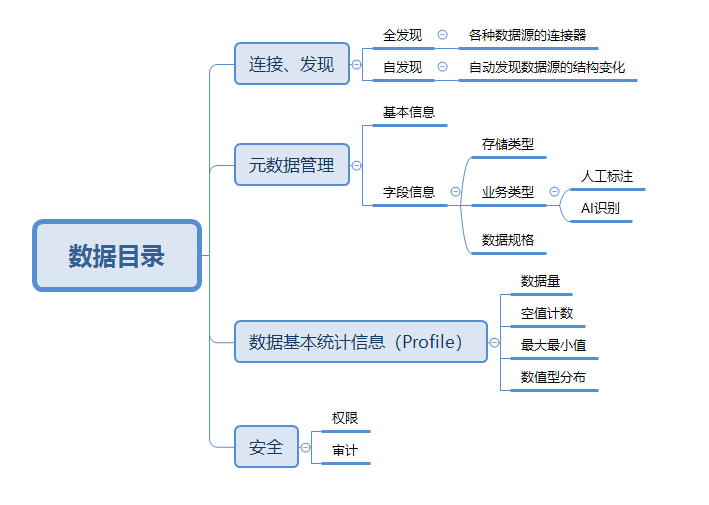 数据目录
连接、发现
全发现
各种数据源的连接器
自发现
自动发现数据源的结构变化
元数据管理
基本信息
字段信息
存储类型
业务类型
人工标注
AI识别
数据规格
数据基本统计信息（Profile）
数据量
空值计数
最大最小值
数值型分布
安全
权限
审计